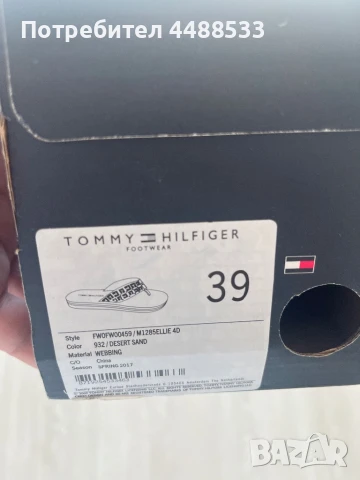 Потребител 4488533
TOMMY HILFIGER
FOOTWEAR
39
Style FW0FW00459 / M1285ELLIE 4D
Color 932 / DESERT SAND
Material WEBBING
C/O China
Season SPRING 2017
bazar